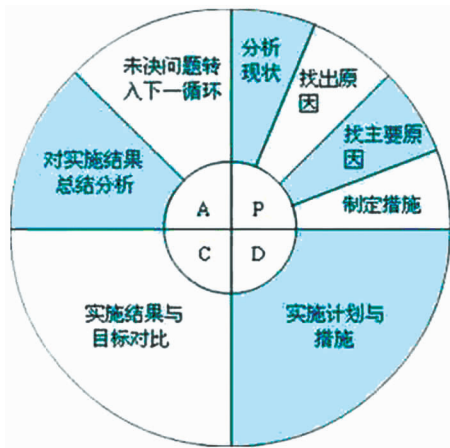 分析
现状
找出原
因
找主要原
因
制定措施
实施计划与
措施
实施结果与
目标对比
对实施结果
总结分析
未决问题转
入下一循环
A
P
C
D